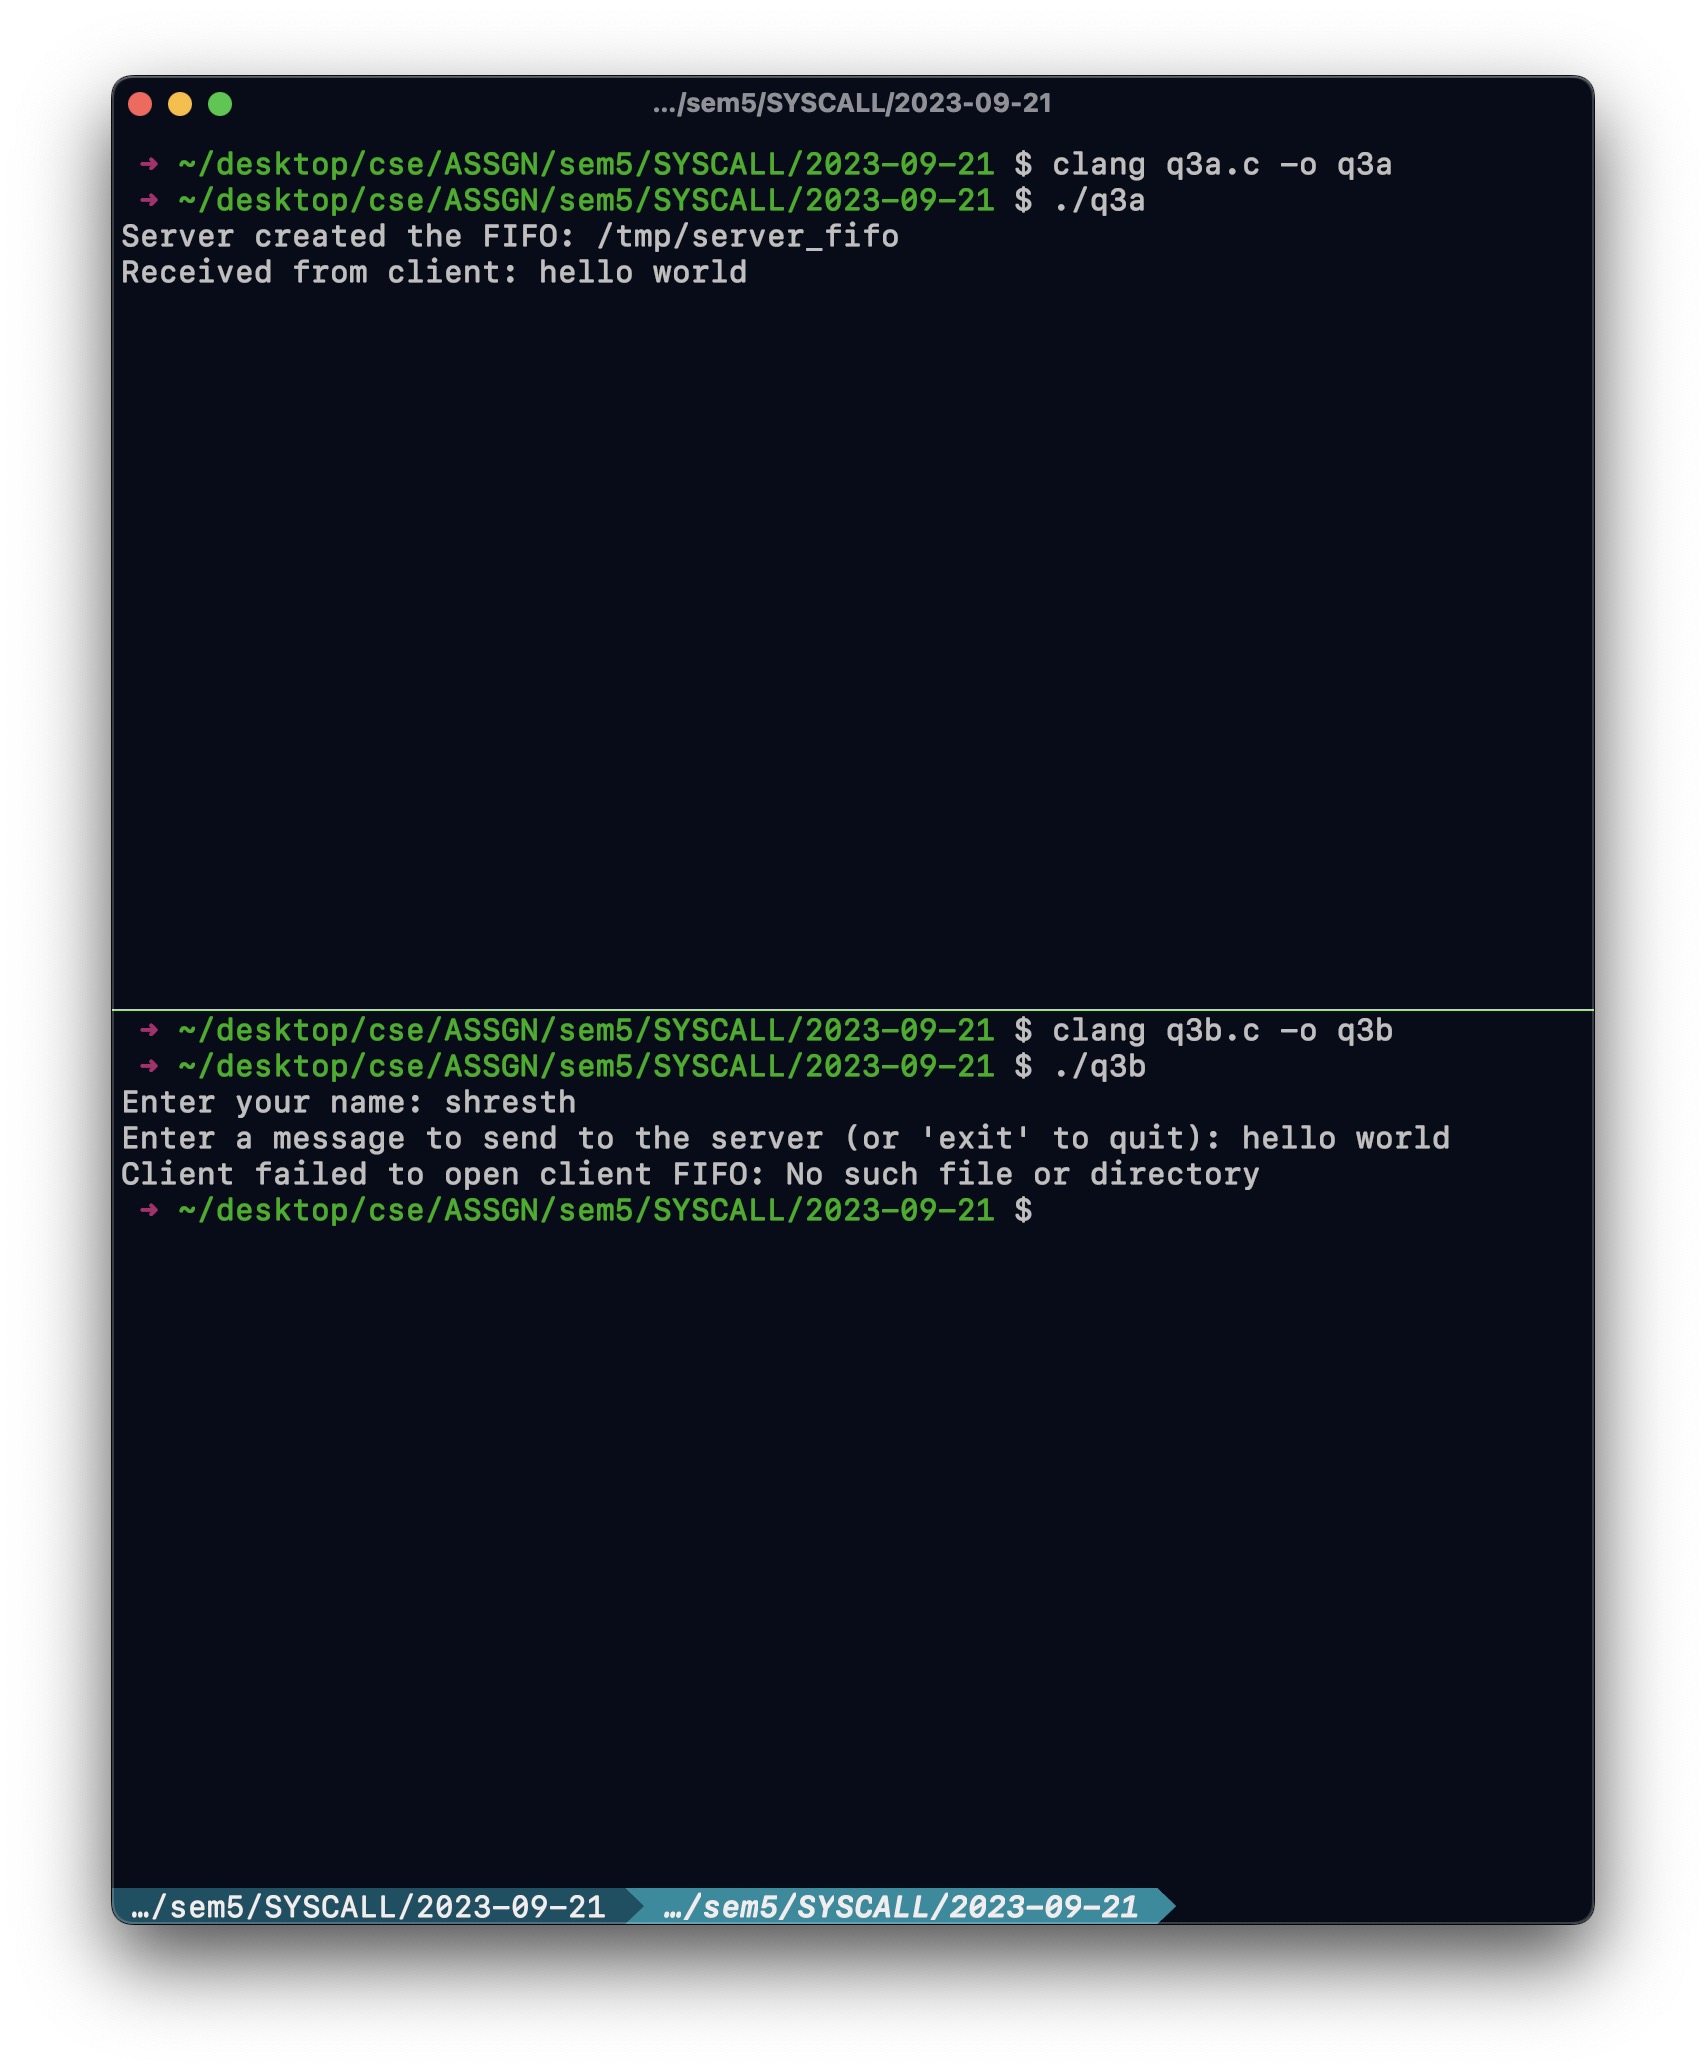 .../sem5/SYSCALL/2023-09-21
➜ ~/desktop/cse/ASSGN/sem5/SYSCALL/2023-09-21 $ clang q3a.c -o q3a
➜ ~/desktop/cse/ASSGN/sem5/SYSCALL/2023-09-21 $ ./q3a
Server created the FIFO: /tmp/server_fifo
Received from client: hello world
➜ ~/desktop/cse/ASSGN/sem5/SYSCALL/2023-09-21 $ clang q3b.c -o q3b
➜ ~/desktop/cse/ASSGN/sem5/SYSCALL/2023-09-21 $ ./q3b
Enter your name: shresth
Enter a message to send to the server (or 'exit' to quit): hello world
Client failed to open client FIFO: No such file or directory
➜ ~/desktop/cse/ASSGN/sem5/SYSCALL/2023-09-21 $
…/sem5/SYSCALL/2023-09-21 …/sem5/SYSCALL/2023-09-21